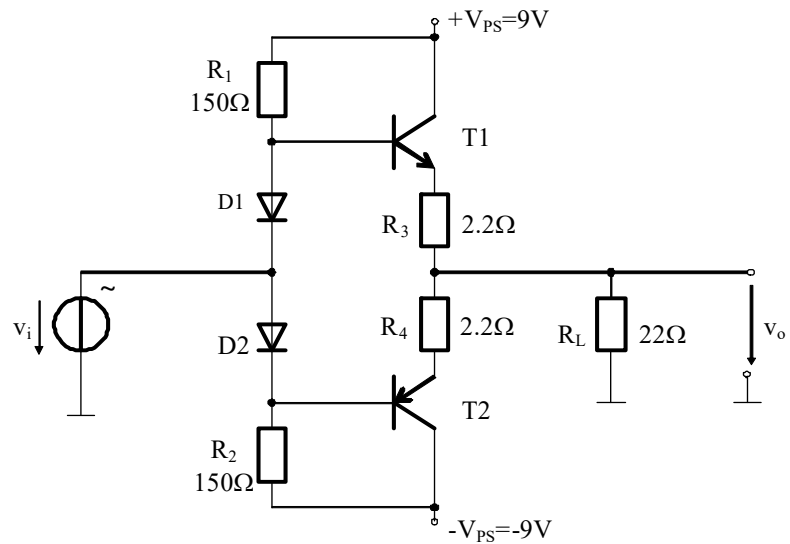 +V_PS=9V
R_1
150Ω
T1
D1
R_3 2.2Ω
~
v_i
R_4 2.2Ω
R_L 22Ω
v_o
D2
T2
R_2
150Ω
-V_PS=-9V